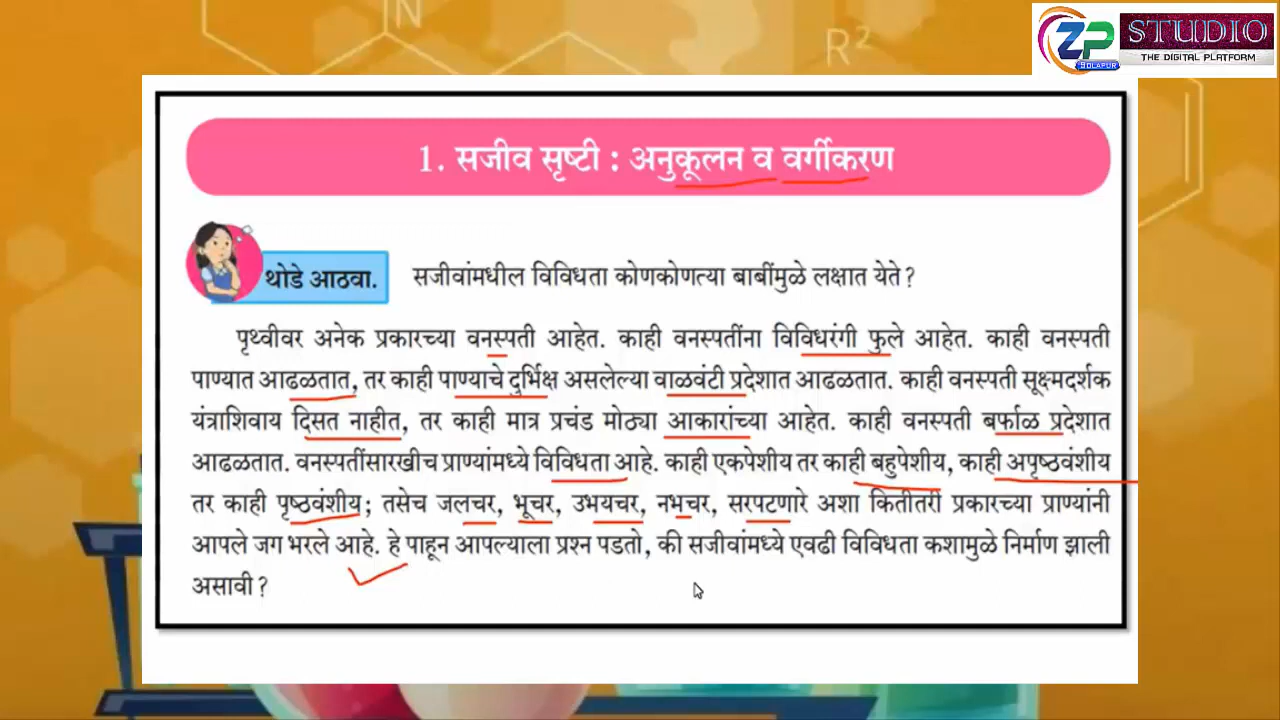 N
R²
ZP
SOLAPUR
STUDIO
THE DIGITAL PLATFORM
1. सजीव सृष्टी : अनुकूलन व वर्गीकरण
थोडे आठवा.
सजीवांमधील विविधता कोणकोणत्या बाबींमुळे लक्षात येते ?
पृथ्वीवर अनेक प्रकारच्या वनस्पती आहेत. काही वनस्पतींना विविधरंगी फुले आहेत. काही वनस्पती
पाण्यात आढळतात, तर काही पाण्याचे दुर्भिक्ष असलेल्या वाळवंटी प्रदेशात आढळतात. काही वनस्पती सूक्ष्मदर्शक
यंत्राशिवाय दिसत नाहीत, तर काही मात्र प्रचंड मोठ्या आकारांच्या आहेत. काही वनस्पती बर्फाळ प्रदेशात
आढळतात. वनस्पतींसारखीच प्राण्यांमध्ये विविधता आहे. काही एकपेशीय तर काही बहुपेशीय, काही अपृष्ठवंशीय
तर काही पृष्ठवंशीय; तसेच जलचर, भूचर, उभयचर, नभचर, सरपटणारे अशा कितीतरी प्रकारच्या प्राण्यांनी
आपले जग भरले आहे. हे पाहून आपल्याला प्रश्न पडतो, की सजीवांमध्ये एवढी विविधता कशामुळे निर्माण झाली
असावी ?